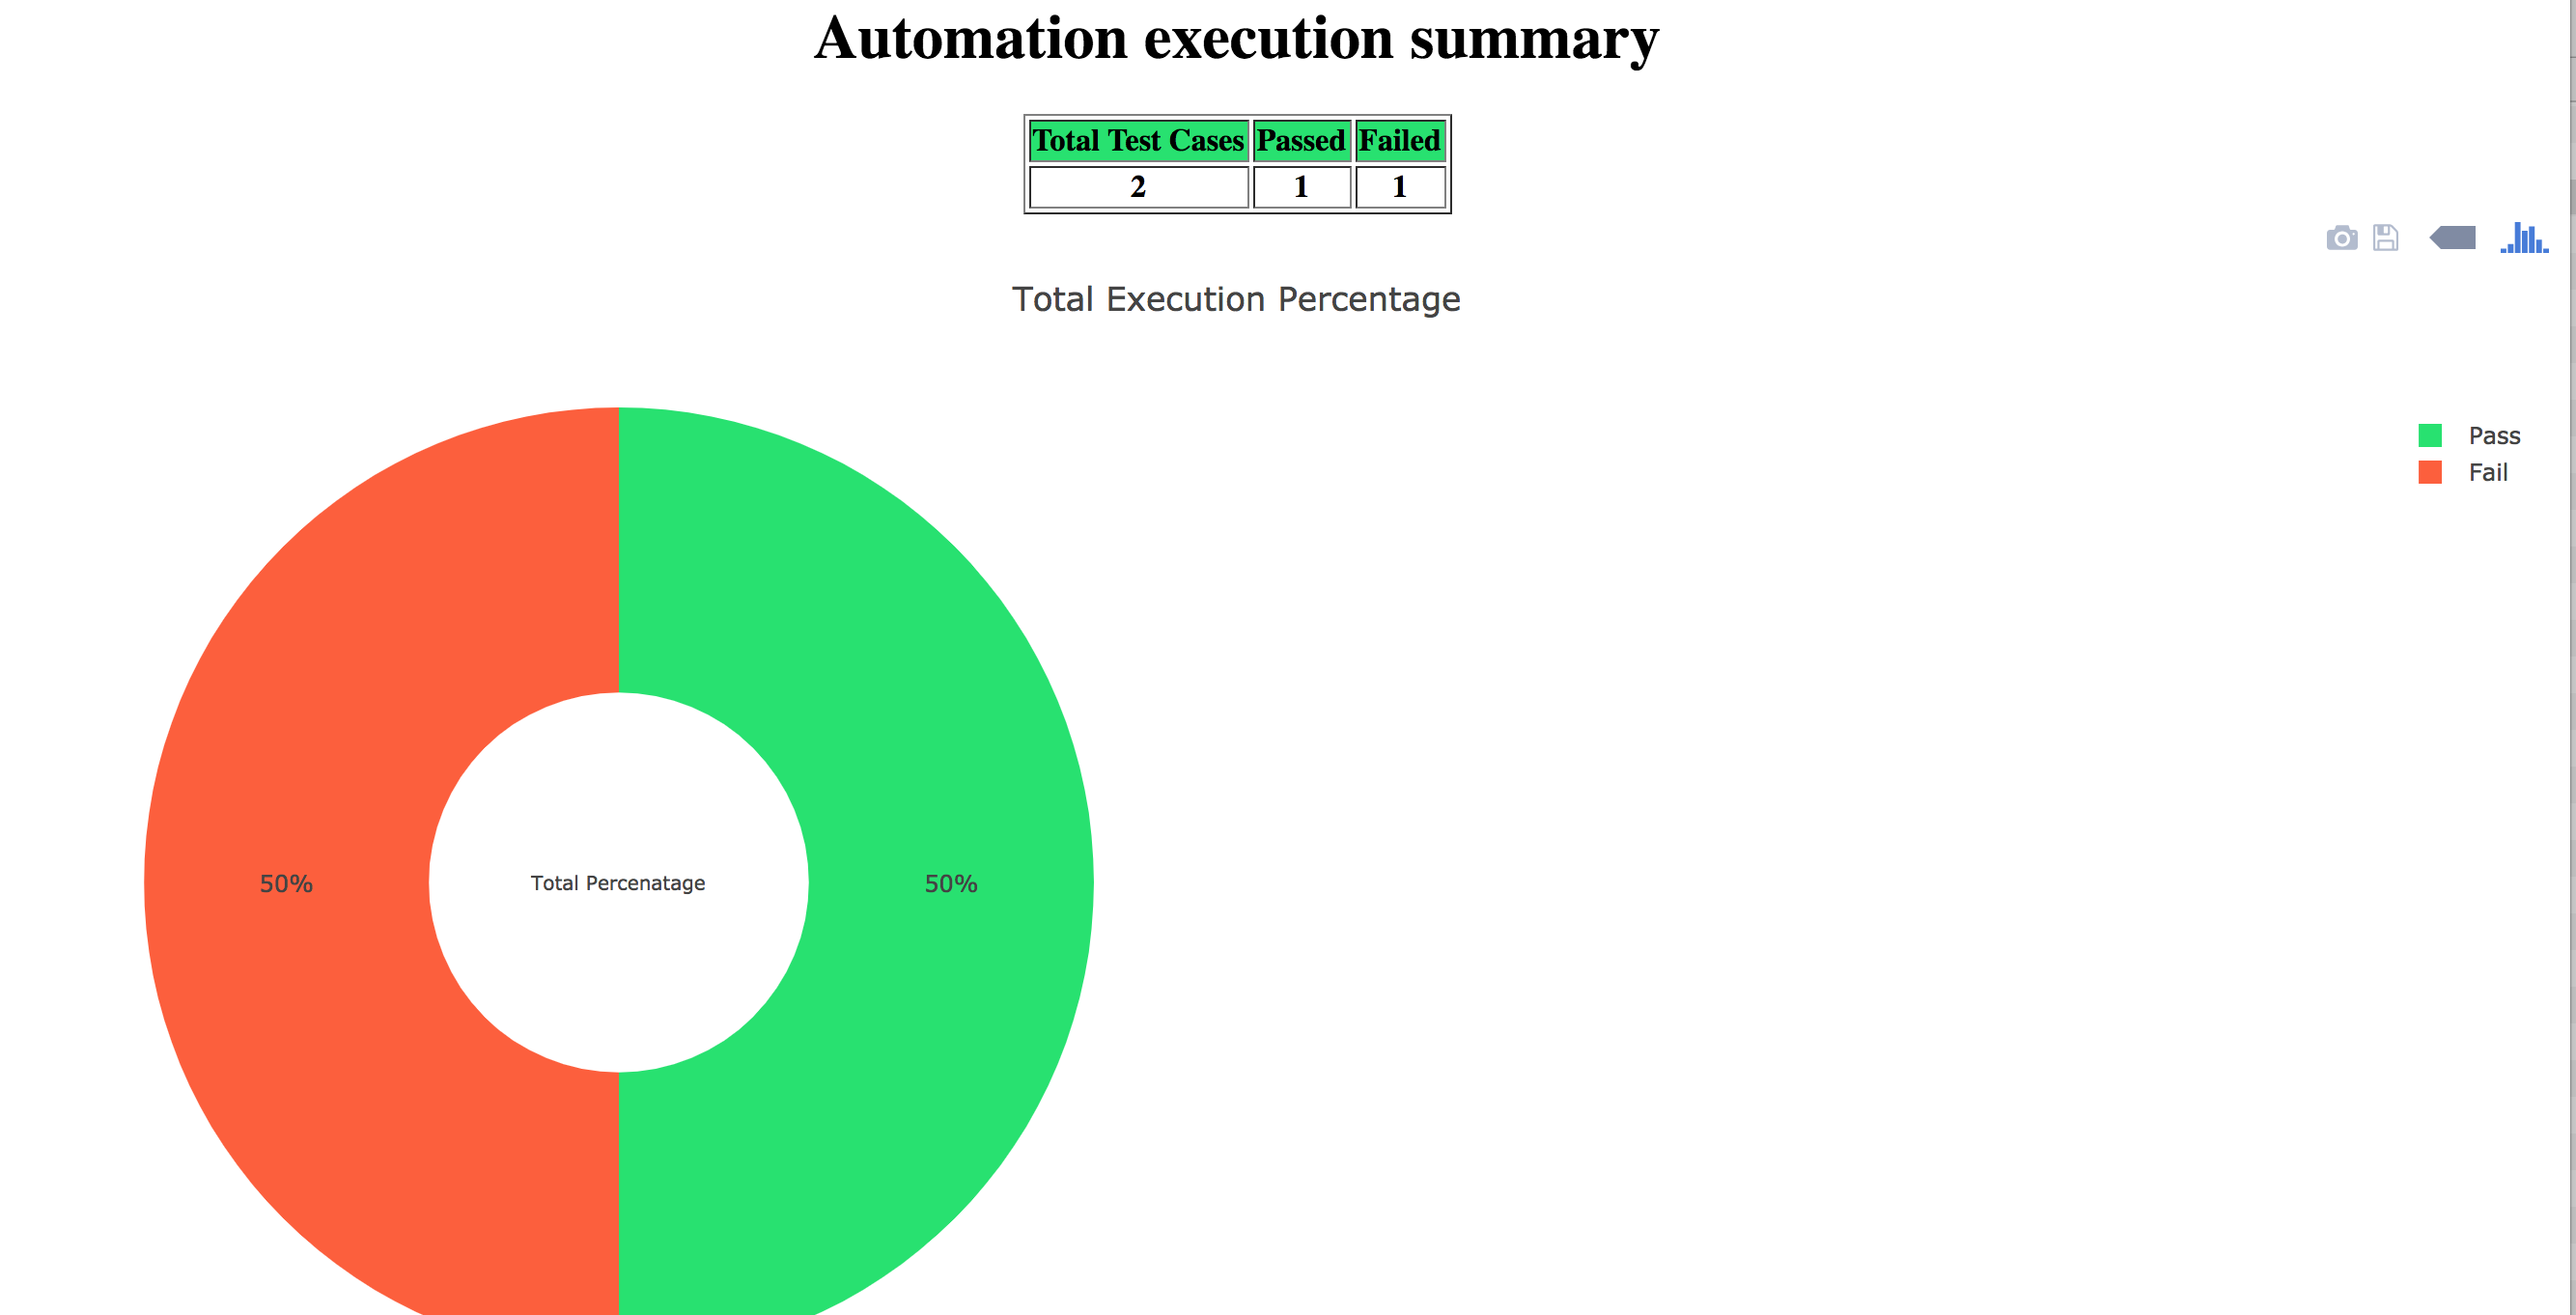 Automation execution summary
Total Test Cases Passed Failed
2 1 1
Total Execution Percentage
Pass
Fail
50% Total Percenatage 50%